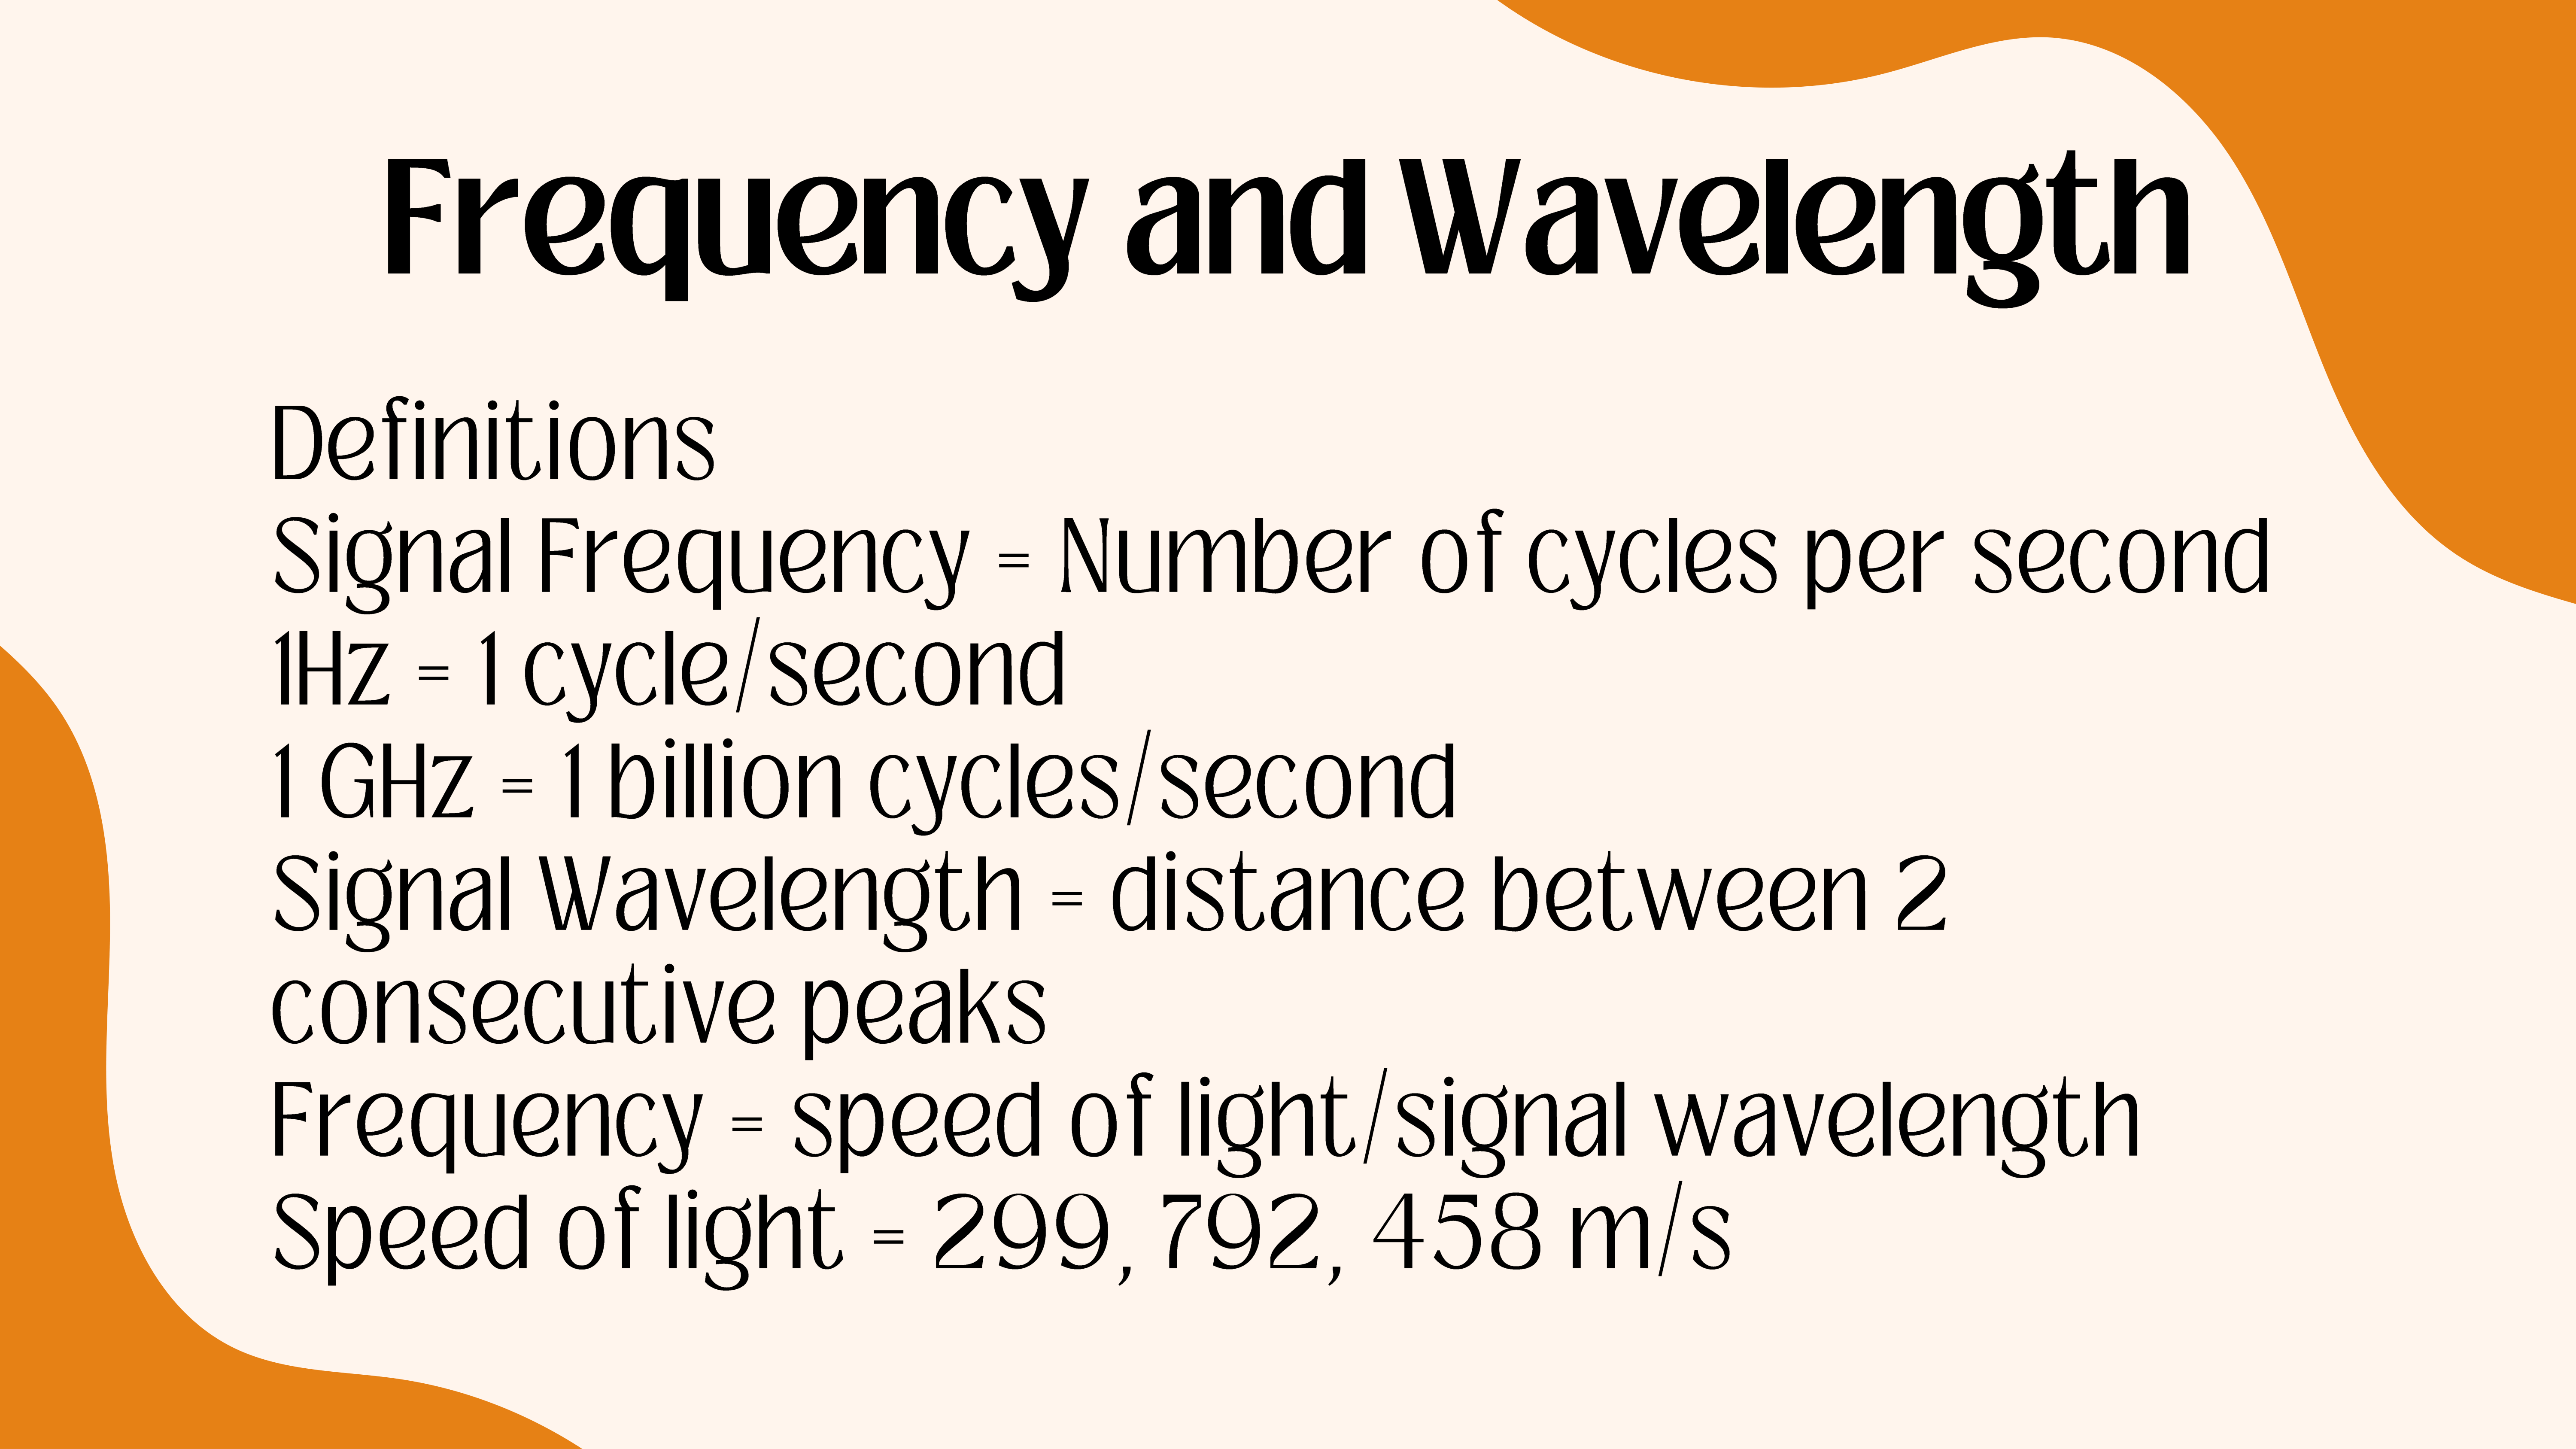 Frequency and Wavelength
Definitions
Signal Frequency = Number of cycles per second
1Hz = 1 cycle/second
1 GHz = 1 billion cycles/second
Signal Wavelength = distance between 2
consecutive peaks
Frequency = speed of light/signal wavelength
Speed of light = 299, 792, 458 m/s